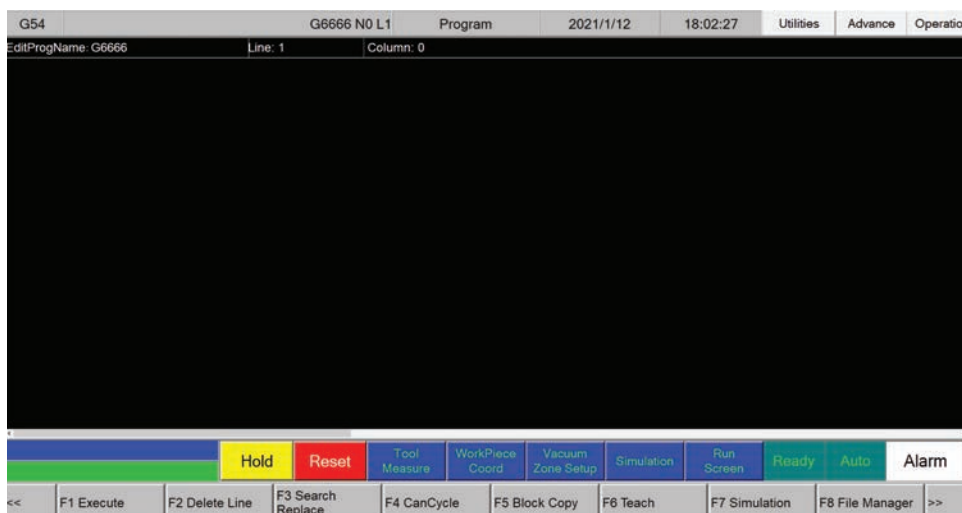 G54 G6666 N0 L1 Program 2021/1/12 18:02:27 Utilities Advance Operatio
EditProgName: G6666 Line: 1 Column: 0
Hold Reset Tool Measure WorkPiece Coord Vacuum Zone Setup Simulation Run Screen Ready Auto Alarm
<< F1 Execute F2 Delete Line F3 Search Replace F4 CanCycle F5 Block Copy F6 Teach F7 Simulation F8 File Manager >>